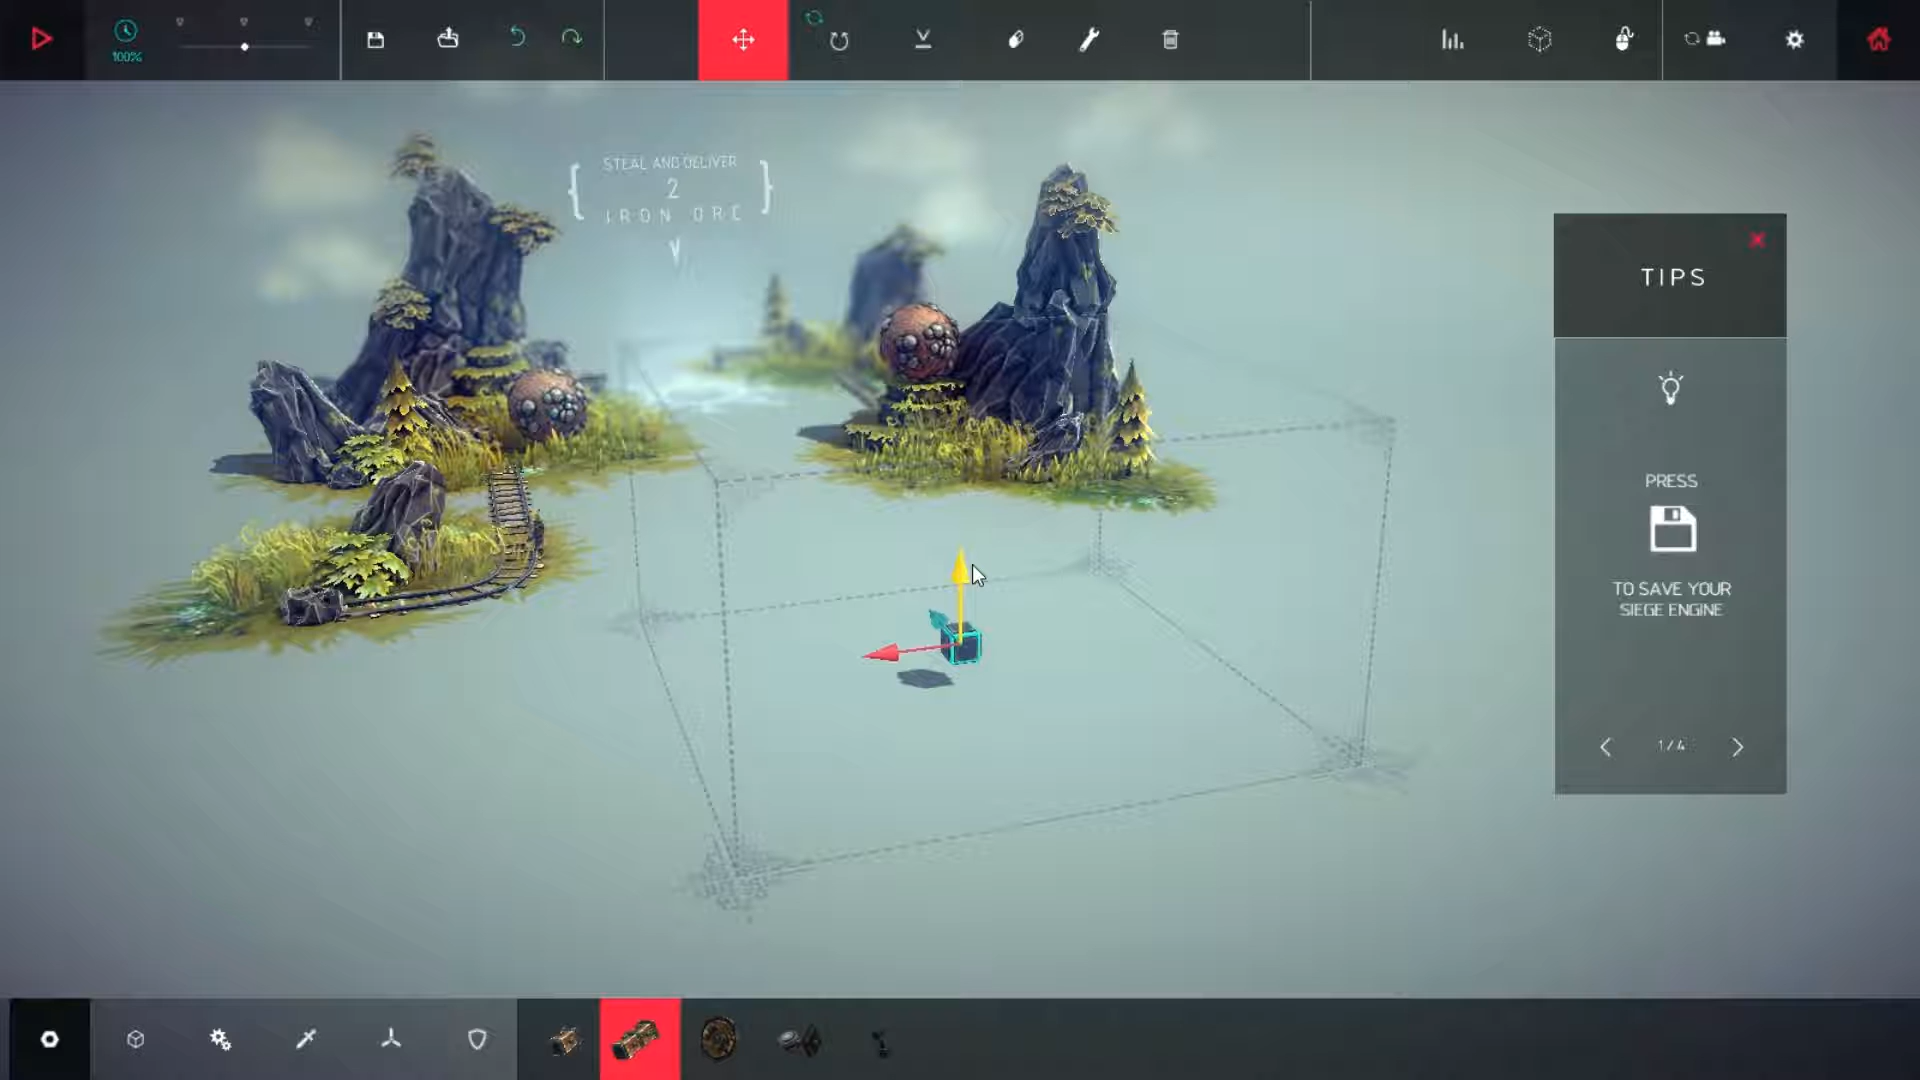 100%
STEAL AND DELIVER
2
IRON ORE
TIPS
PRESS
TO SAVE YOUR
SIEGE ENGINE
1/4